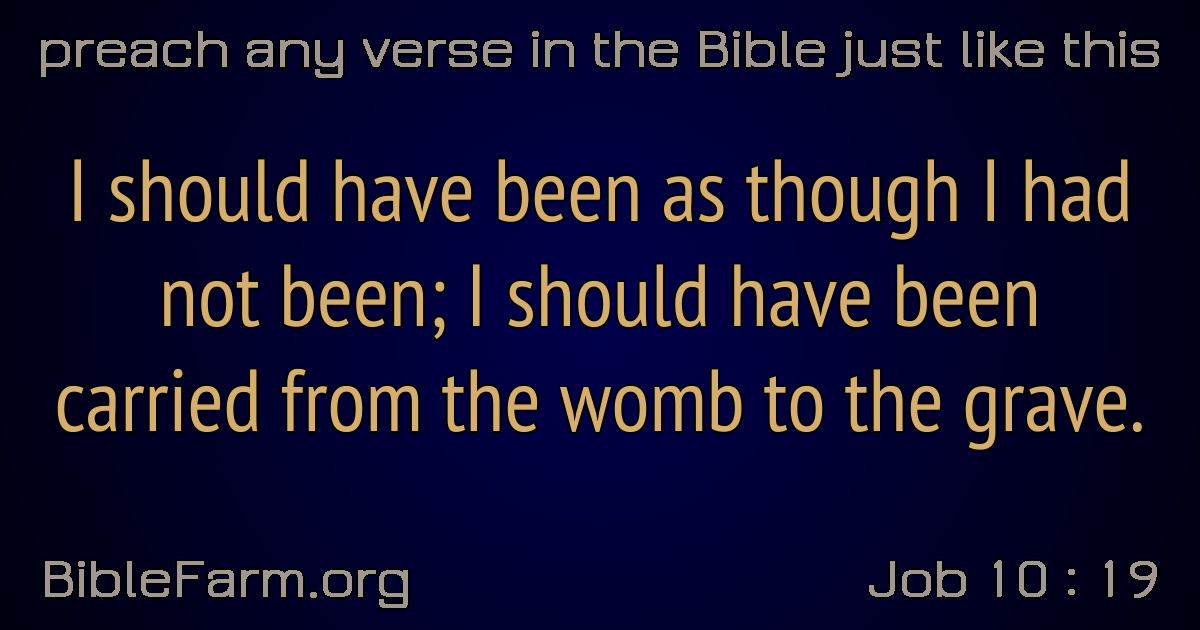 preach any verse in the Bible just like this
I should have been as though I had
not been; I should have been
carried from the womb to the grave.
BibleFarm.org
Job 10 : 19